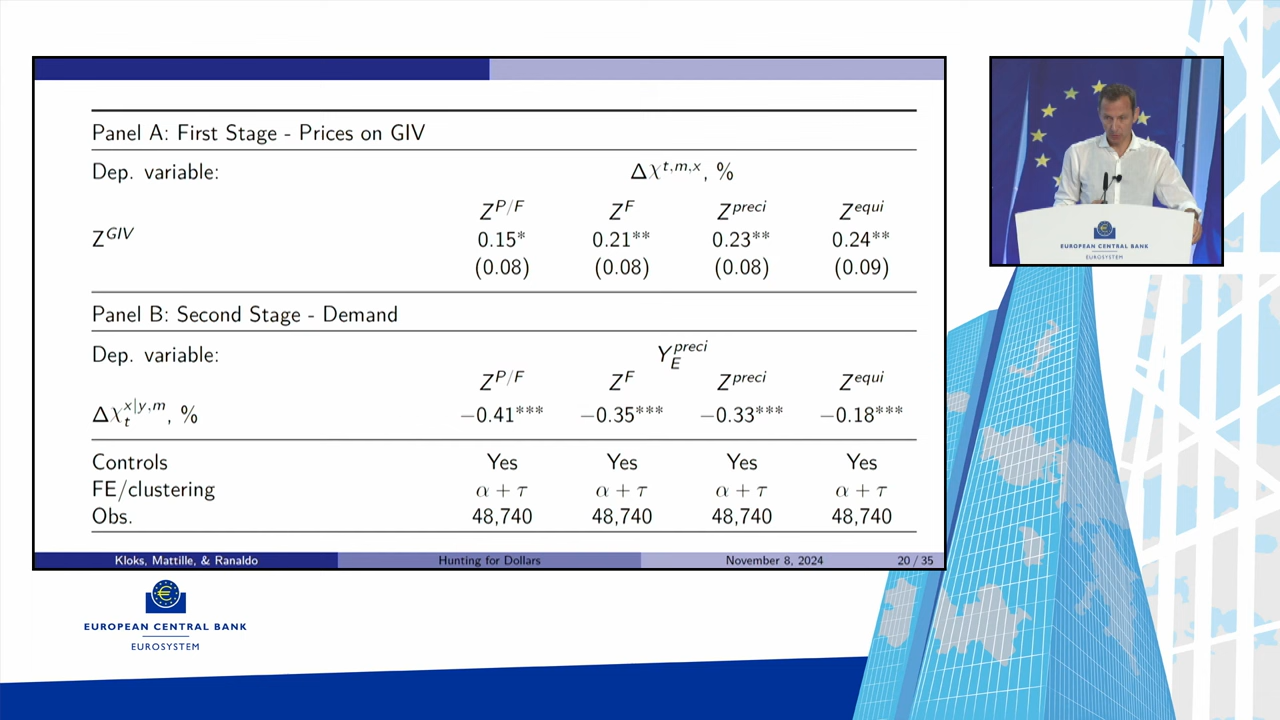 Panel A: First Stage - Prices on GIV
Dep. variable: Δχ^{t,m,x}, %
Z^{P/F} Z^{F} Z^{preci} Z^{equi}
Z^{GIV} 0.15* 0.21** 0.23** 0.24**
(0.08) (0.08) (0.08) (0.09)
Panel B: Second Stage - Demand
Dep. variable: Y_E^{preci}
Z^{P/F} Z^{F} Z^{preci} Z^{equi}
Δχ_t^{x|y,m}, % −0.41*** −0.35*** −0.33*** −0.18***
Controls Yes Yes Yes Yes
FE/clustering α + τ α + τ α + τ α + τ
Obs. 48,740 48,740 48,740 48,740
Kloks, Mattille, & Ranaldo Hunting for Dollars November 8, 2024 20 / 35
EUROPEAN CENTRAL BANK
EUROSYSTEM
EUROPEAN CENTRAL BANK
EUROSYSTEM